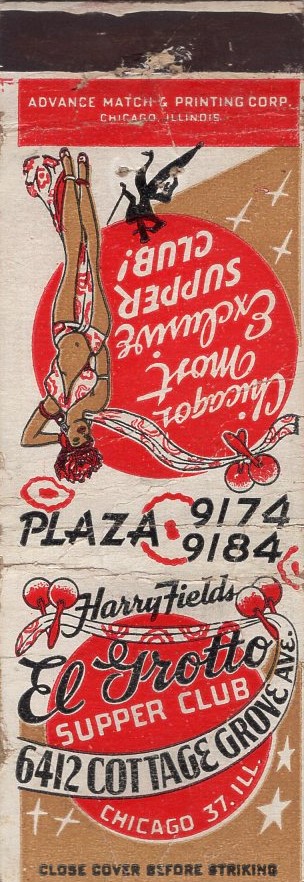 ADVANCE MATCH & PRINTING CORP.
CHICAGO, ILLINOIS
Chicago's
Most
Exclusive
SUPPER
CLUB!
PLAZA 9174
9184
Harry Fields
El Grotto
SUPPER CLUB
6412 COTTAGE GROVE AVE.
CHICAGO 37, ILL.
CLOSE COVER BEFORE STRIKING